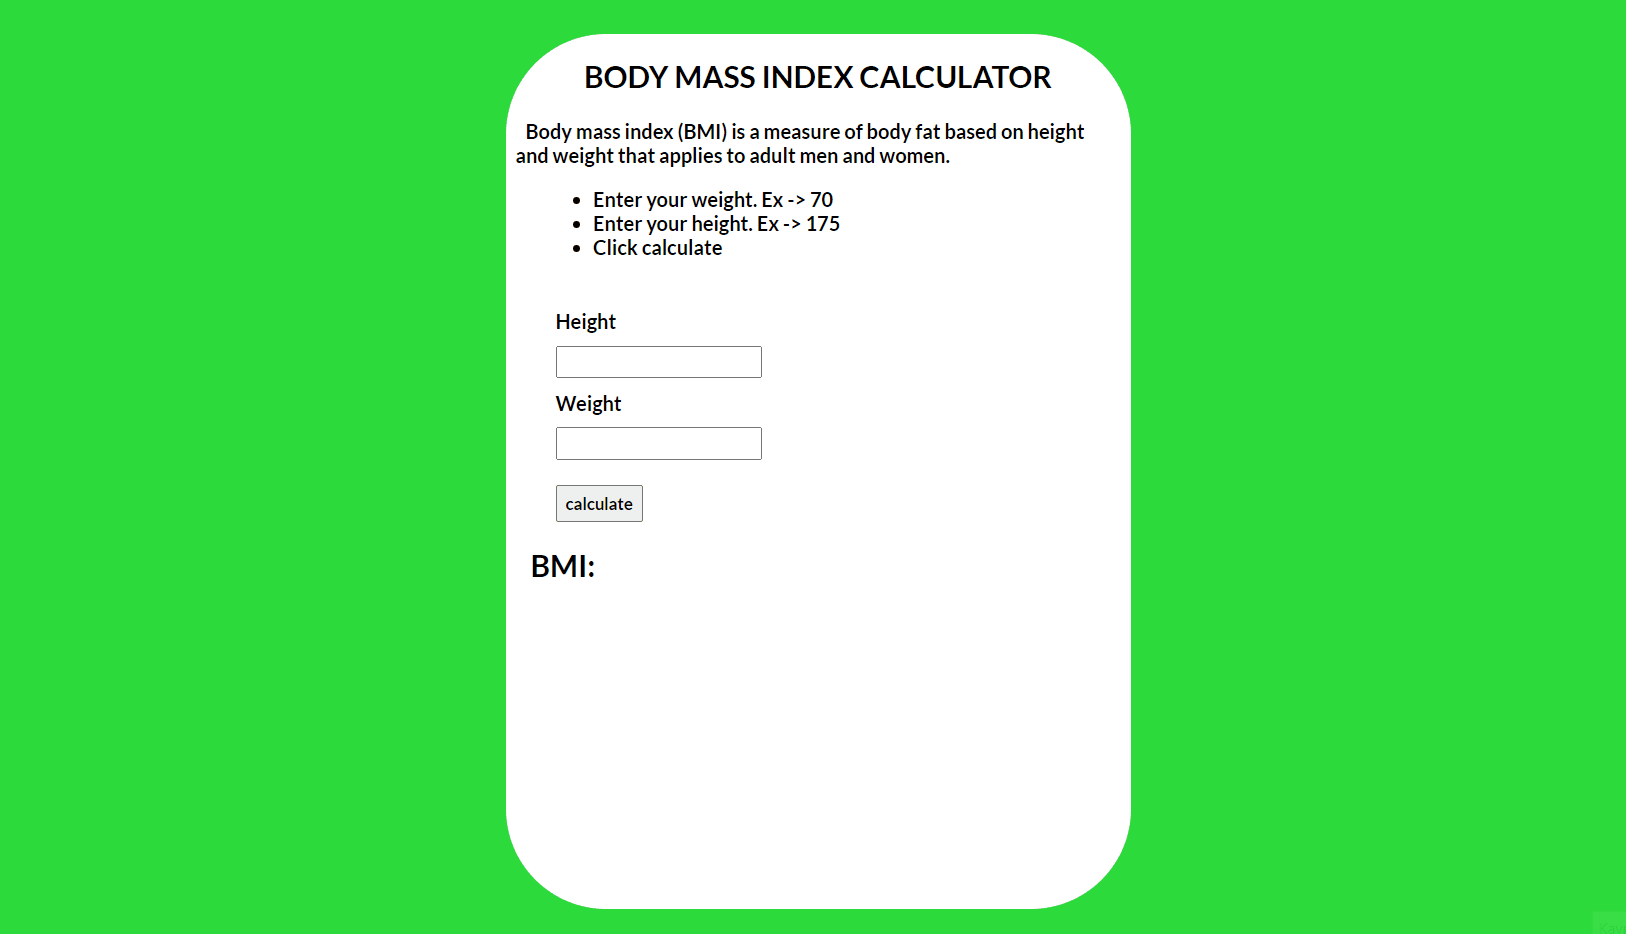 BODY MASS INDEX CALCULATOR
Body mass index (BMI) is a measure of body fat based on height
and weight that applies to adult men and women.
• Enter your weight. Ex -> 70
• Enter your height. Ex -> 175
• Click calculate
Height
Weight
calculate
BMI: